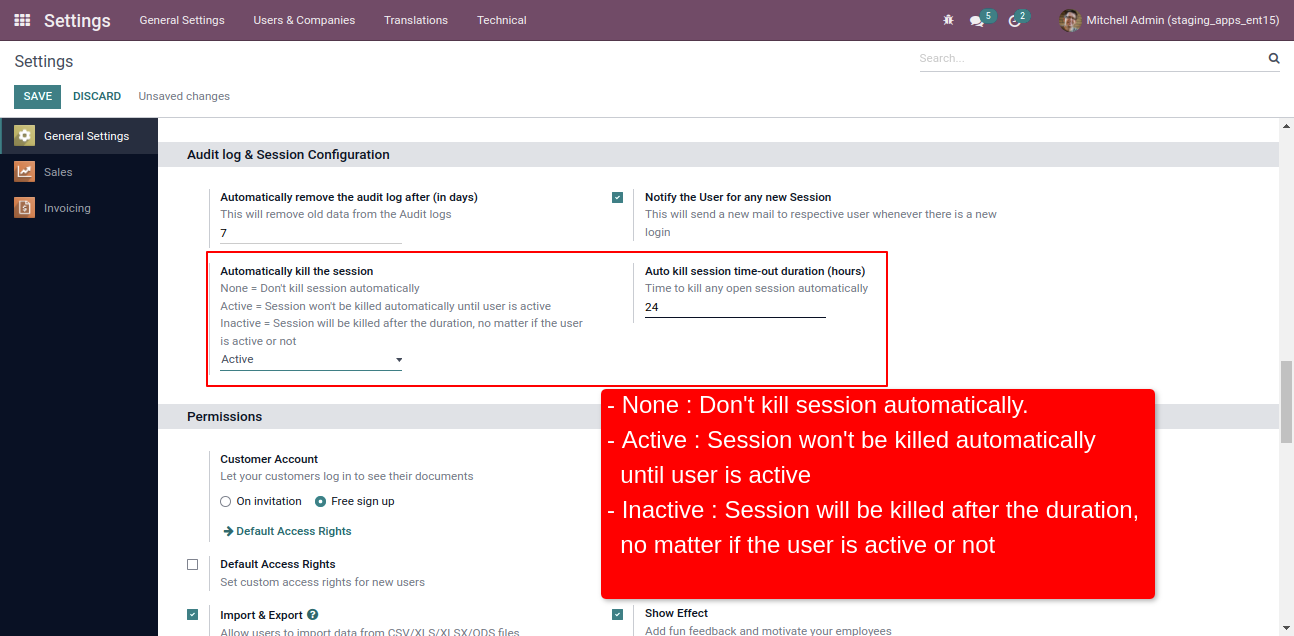 Settings General Settings Users & Companies Translations Technical 5 2 Mitchell Admin (staging_apps_ent15)
Settings Search...
SAVE DISCARD Unsaved changes
General Settings
Sales
Invoicing
Audit log & Session Configuration
Automatically remove the audit log after (in days)
This will remove old data from the Audit logs
7
Notify the User for any new Session
This will send a new mail to respective user whenever there is a new
login
Automatically kill the session
None = Don't kill session automatically
Active = Session won't be killed automatically until user is active
Inactive = Session will be killed after the duration, no matter if the user
is active or not
Active
Auto kill session time-out duration (hours)
Time to kill any open session automatically
24
- None : Don't kill session automatically.
- Active : Session won't be killed automatically
until user is active
- Inactive : Session will be killed after the duration,
no matter if the user is active or not
Permissions
Customer Account
Let your customers log in to see their documents
On invitation Free sign up
Default Access Rights
Default Access Rights
Set custom access rights for new users
Import & Export ?
Allow users to import data from CSV/XLS/XLSX/ODS files
Show Effect
Add fun feedback and motivate your employees